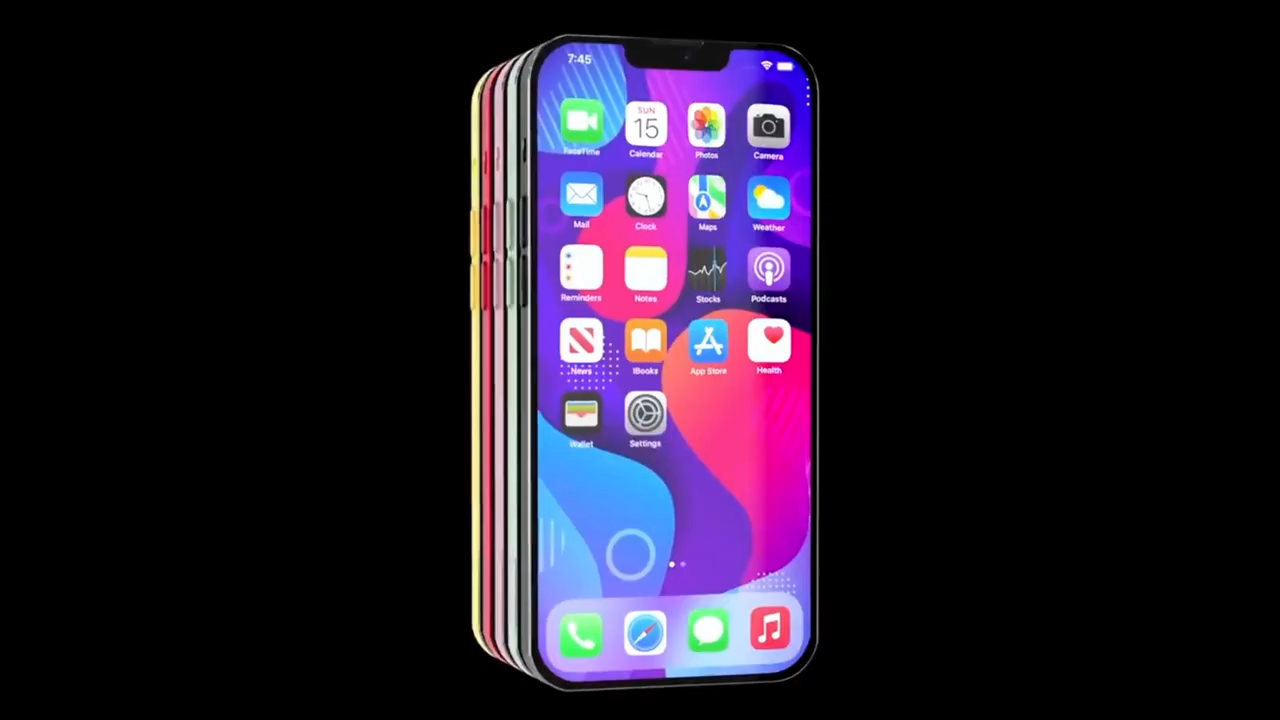 7:45
SUN
15
FaceTime Calendar Photos Camera
Mail Clock Maps Weather
Reminders Notes Stocks Podcasts
News iBooks App Store Health
Wallet Settings